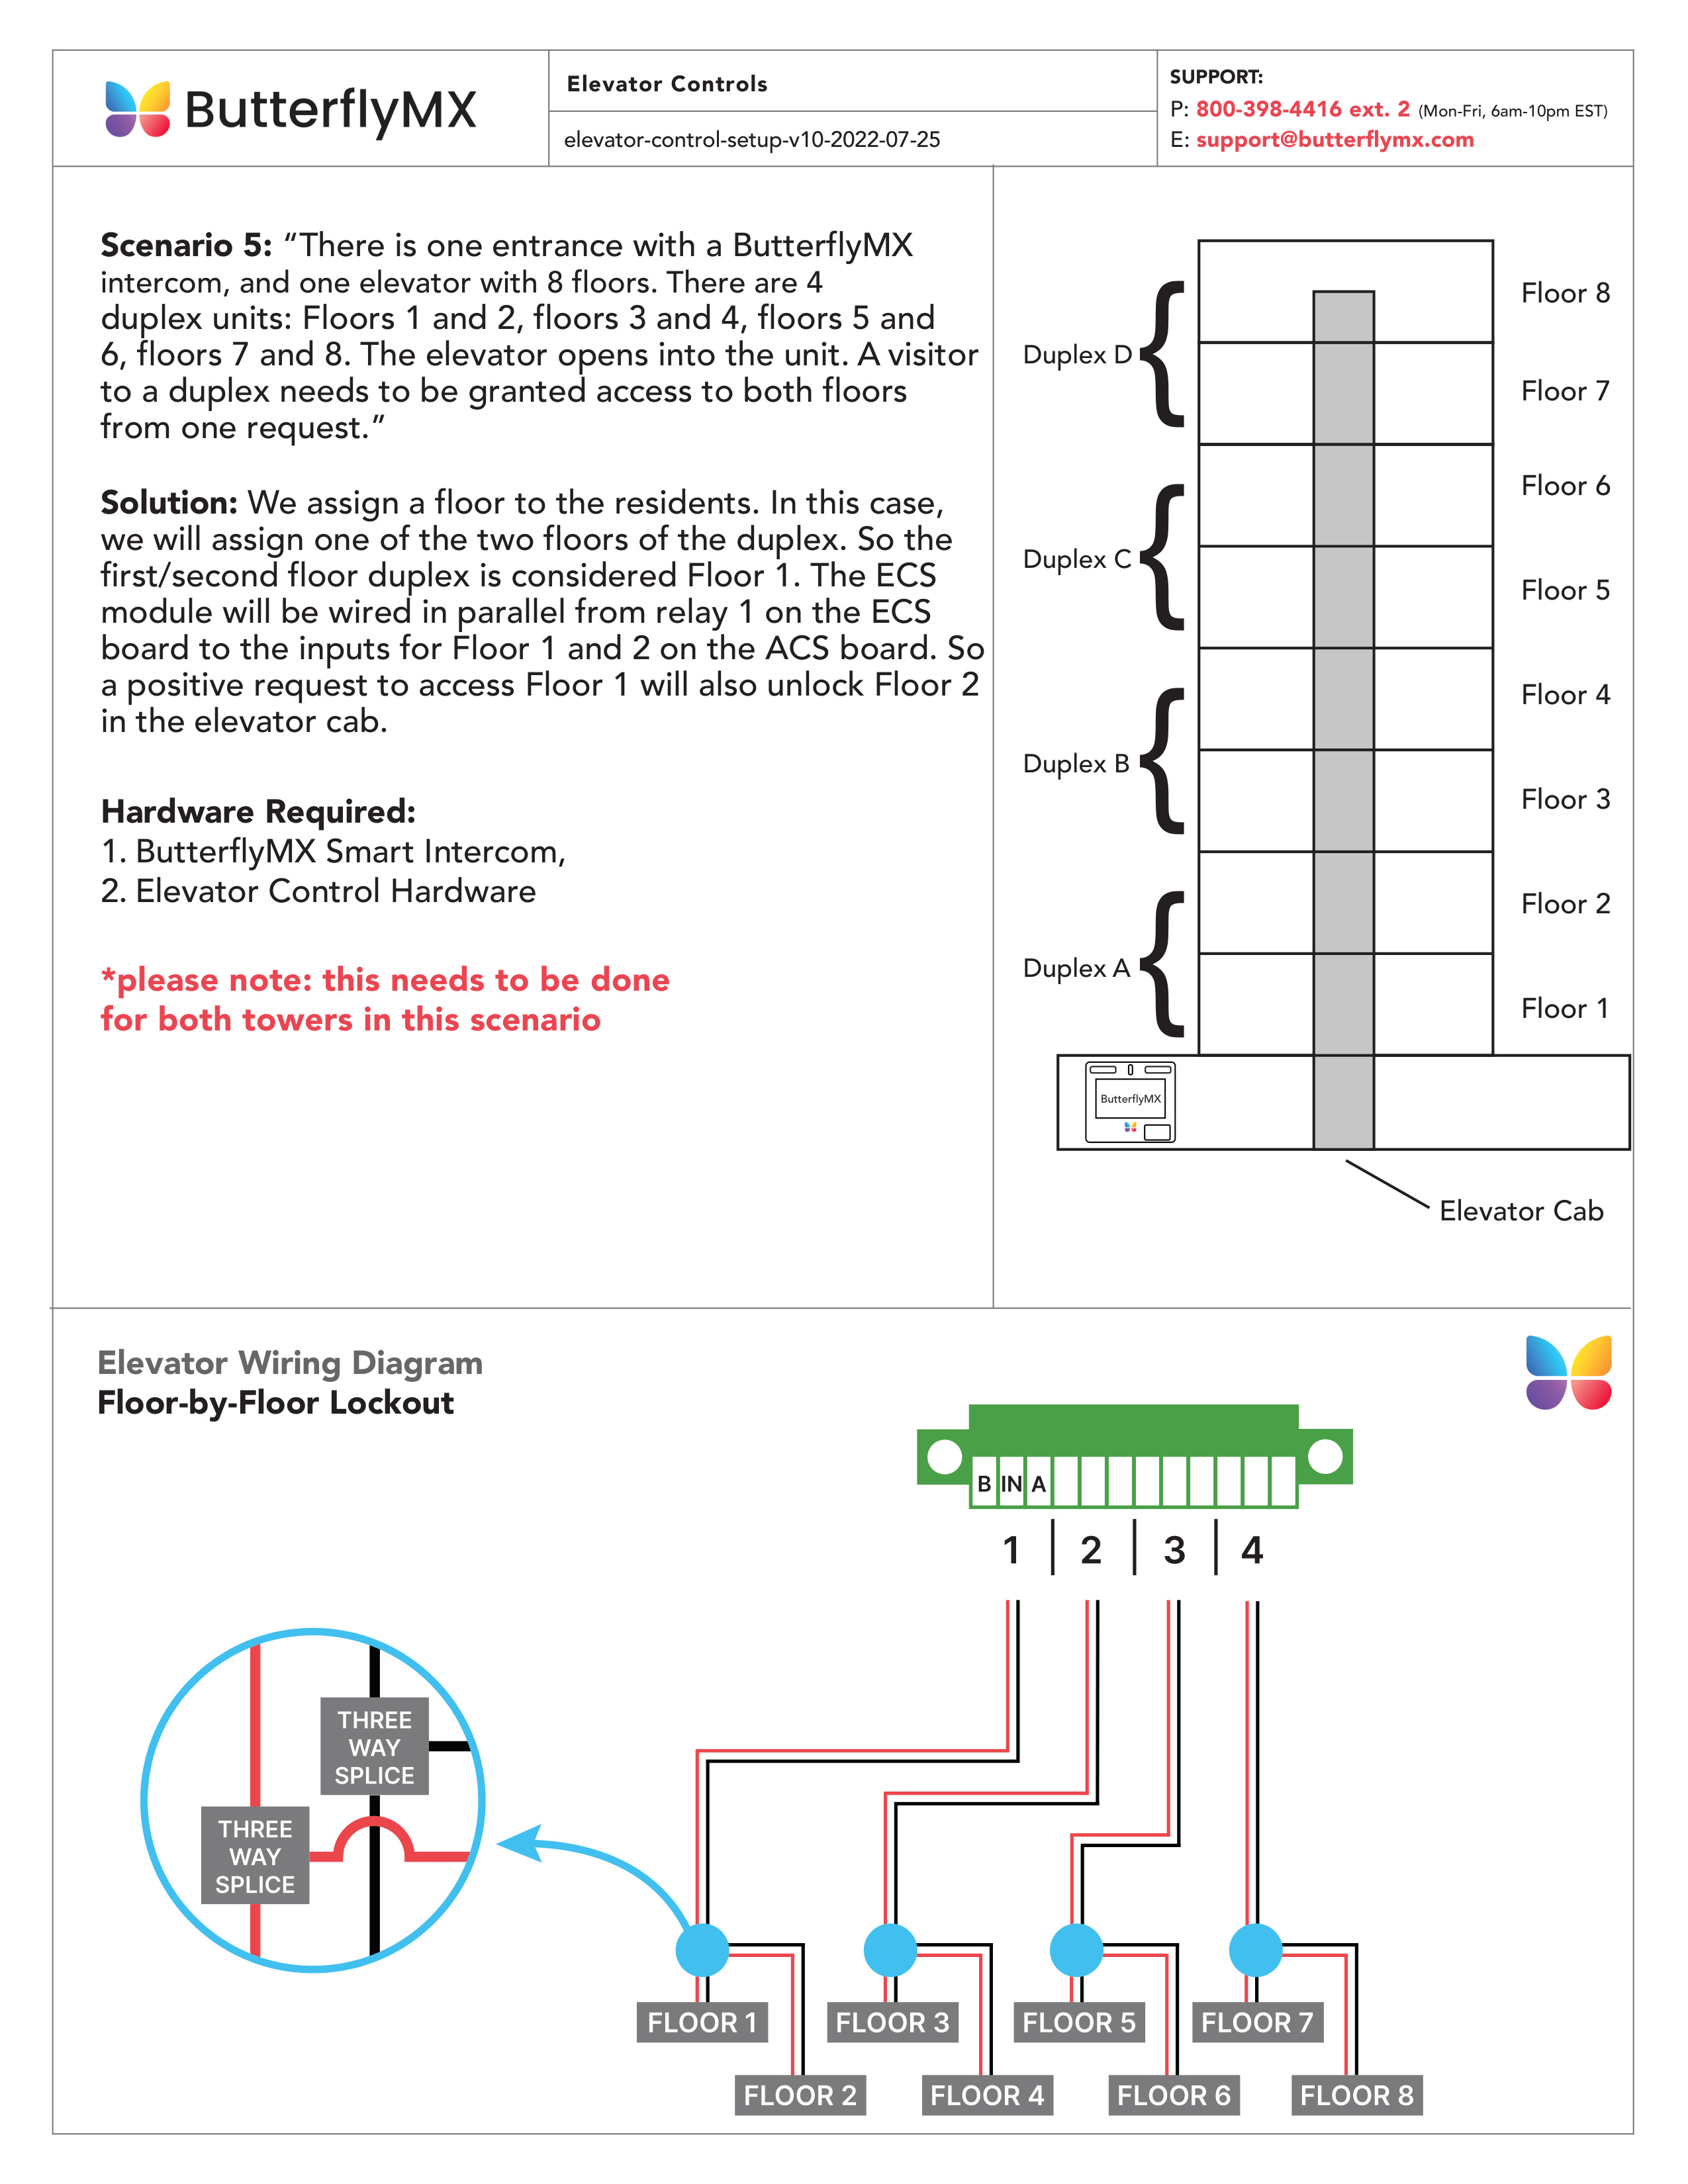 ButterflyMX
Elevator Controls
elevator-control-setup-v10-2022-07-25
SUPPORT:
P: 800-398-4416 ext. 2 (Mon-Fri, 6am-10pm EST)
E: support@butterflymx.com
Scenario 5: “There is one entrance with a ButterflyMX
intercom, and one elevator with 8 floors. There are 4
duplex units: Floors 1 and 2, floors 3 and 4, floors 5 and
6, floors 7 and 8. The elevator opens into the unit. A visitor
to a duplex needs to be granted access to both floors
from one request.”
Solution: We assign a floor to the residents. In this case,
we will assign one of the two floors of the duplex. So the
first/second floor duplex is considered Floor 1. The ECS
module will be wired in parallel from relay 1 on the ECS
board to the inputs for Floor 1 and 2 on the ACS board. So
a positive request to access Floor 1 will also unlock Floor 2
in the elevator cab.
Hardware Required:
1. ButterflyMX Smart Intercom,
2. Elevator Control Hardware
*please note: this needs to be done
for both towers in this scenario
Floor 8
Duplex D
Floor 7
Floor 6
Duplex C
Floor 5
Floor 4
Duplex B
Floor 3
Floor 2
Duplex A
Floor 1
ButterflyMX
Elevator Cab
Elevator Wiring Diagram
Floor-by-Floor Lockout
B IN A
1 2 3 4
THREE
WAY
SPLICE
THREE
WAY
SPLICE
FLOOR 1
FLOOR 3
FLOOR 5
FLOOR 7
FLOOR 2
FLOOR 4
FLOOR 6
FLOOR 8